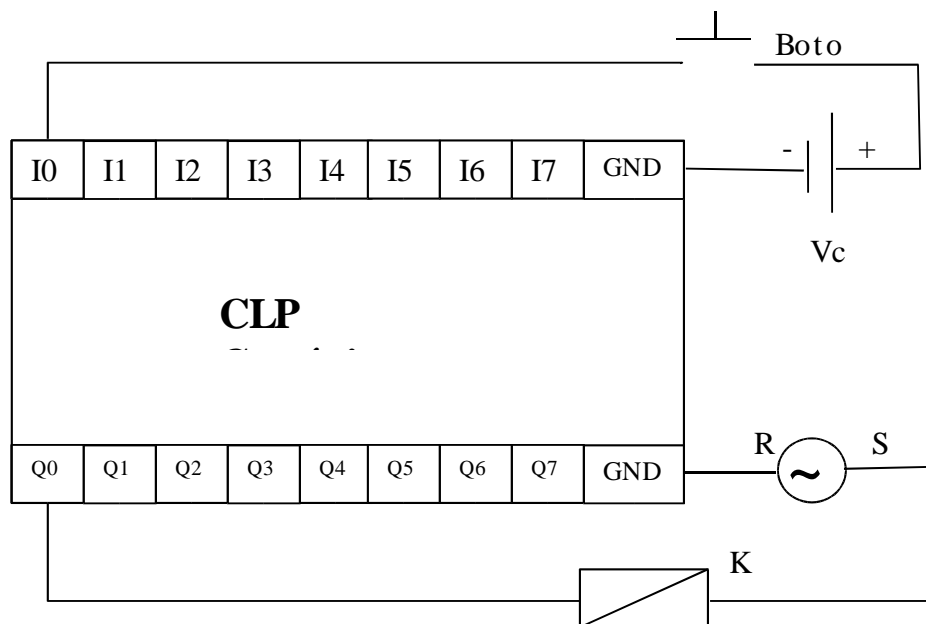 Boto
I0 I1 I2 I3 I4 I5 I6 I7 GND
- +
Vc
CLP
R ~ S
Q0 Q1 Q2 Q3 Q4 Q5 Q6 Q7 GND
K